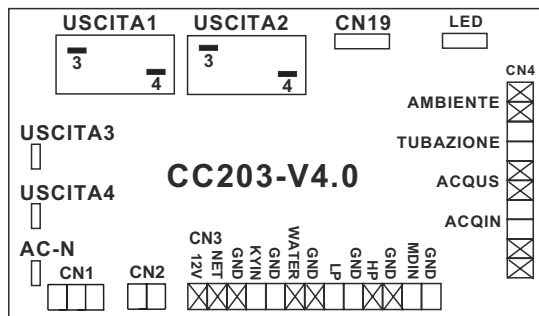 USCITA1 USCITA2 CN19 LED
3 4 3 4
CN4
AMBIENTE
USCITA3
TUBAZIONE
CC203-V4.0
ACQUS
USCITA4
ACQIN
AC-N
CN1 CN2 CN3
12V NET GND KYIN GND WATER GND LP GND HP GND MDIN GND